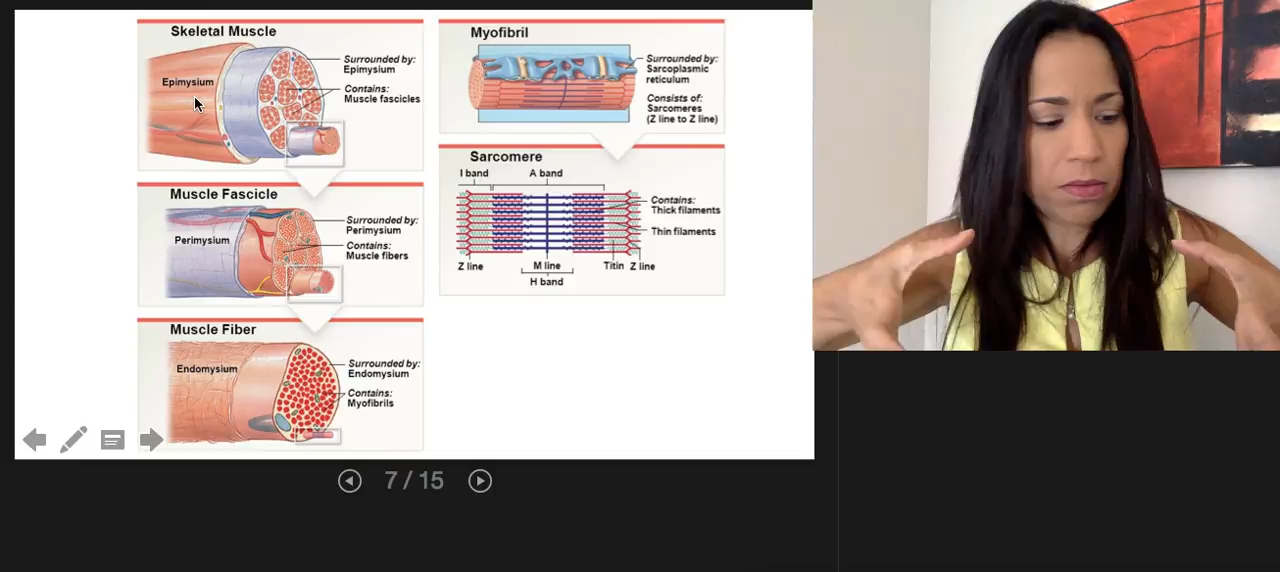 Skeletal Muscle
Epimysium
Surrounded by:
Epimysium
Contains:
Muscle fascicles
Muscle Fascicle
Perimysium
Surrounded by:
Perimysium
Contains:
Muscle fibers
Muscle Fiber
Endomysium
Surrounded by:
Endomysium
Contains:
Myofibrils
Myofibril
Surrounded by:
Sarcoplasmic
reticulum
Consists of:
Sarcomeres
(Z line to Z line)
Sarcomere
I band A band
Contains:
Thick filaments
Thin filaments
Z line M line Titin Z line
H band
7 / 15